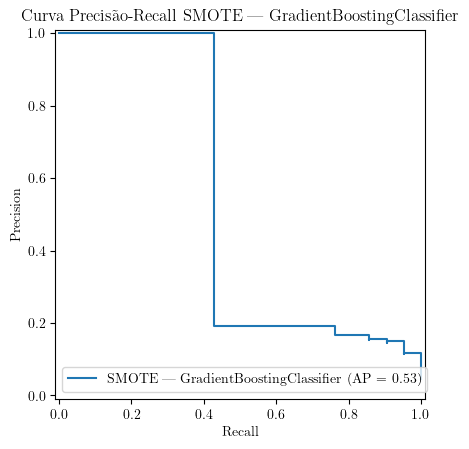 Curva Precisão-Recall SMOTE — GradientBoostingClassifier
1.0
0.8
0.6
0.4
0.2
0.0
Precision
SMOTE — GradientBoostingClassifier (AP = 0.53)
0.0 0.2 0.4 0.6 0.8 1.0
Recall